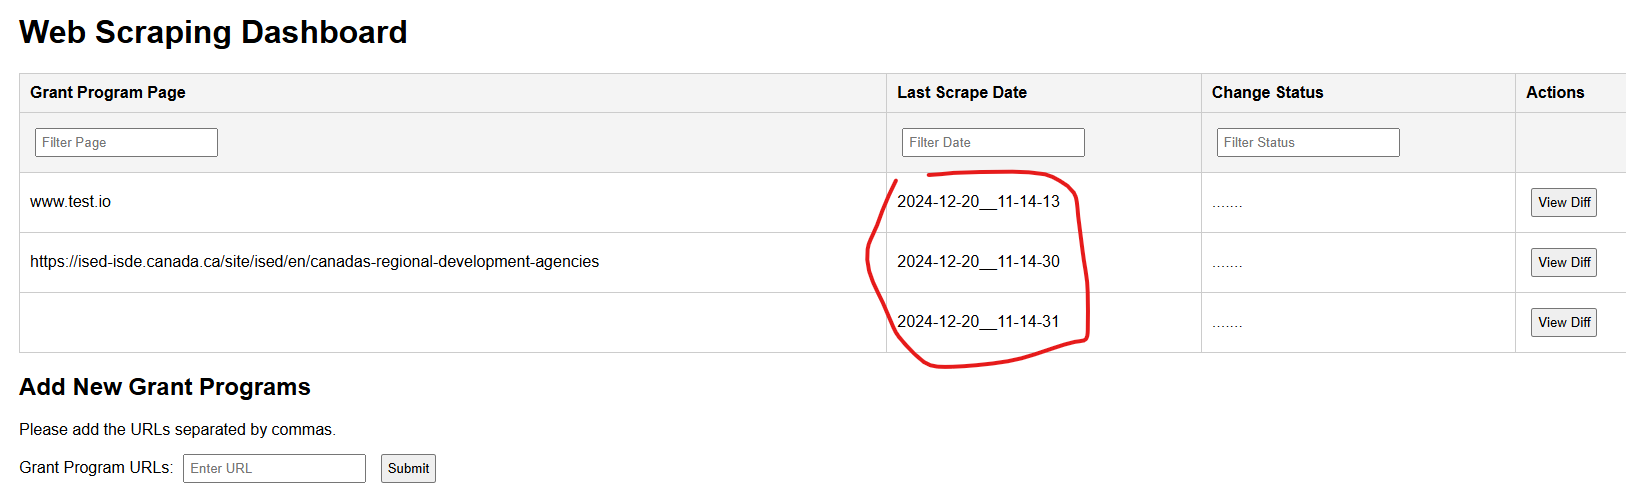 Web Scraping Dashboard
Grant Program Page Last Scrape Date Change Status Actions
Filter Page Filter Date Filter Status
www.test.io 2024-12-20__11-14-13 ....... View Diff
https://ised-isde.canada.ca/site/ised/en/canadas-regional-development-agencies 2024-12-20__11-14-30 ....... View Diff
2024-12-20__11-14-31 ....... View Diff
Add New Grant Programs
Please add the URLs separated by commas.
Grant Program URLs: Enter URL Submit